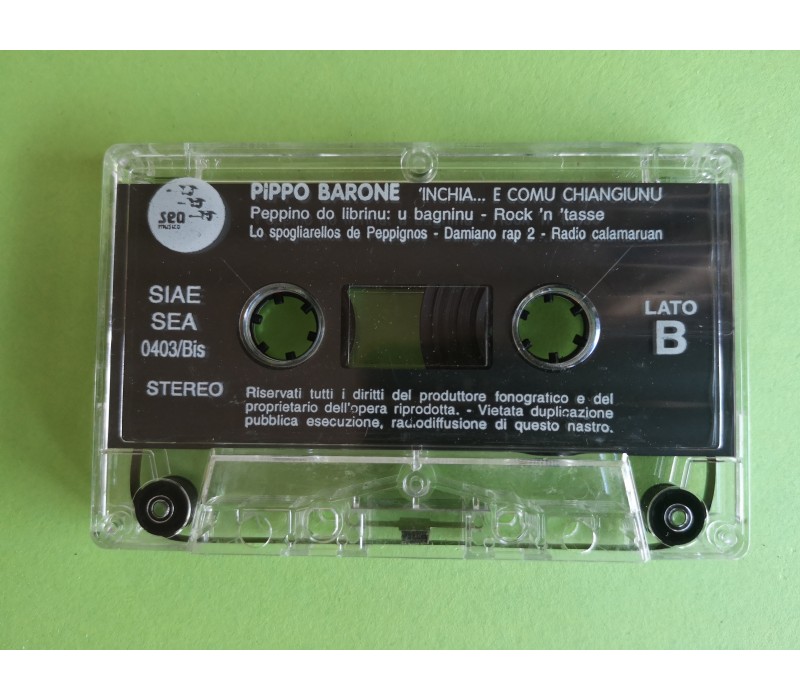 sea
musica
PiPPO BARONE 'INCHIA... E COMU CHIANGIUNU
Peppino do librinu: u bagninu - Rock 'n 'tasse
Lo spogliarellos de Peppignos - Damiano rap 2 - Radio calamaruan
SIAE
SEA
0403/Bis
STEREO
LATO
B
Riservati tutti i diritti del produttore fonografico e del
proprietario dell'opera riprodotta. - Vietata duplicazione
pubblica esecuzione, radiodiffusione di questo nastro.